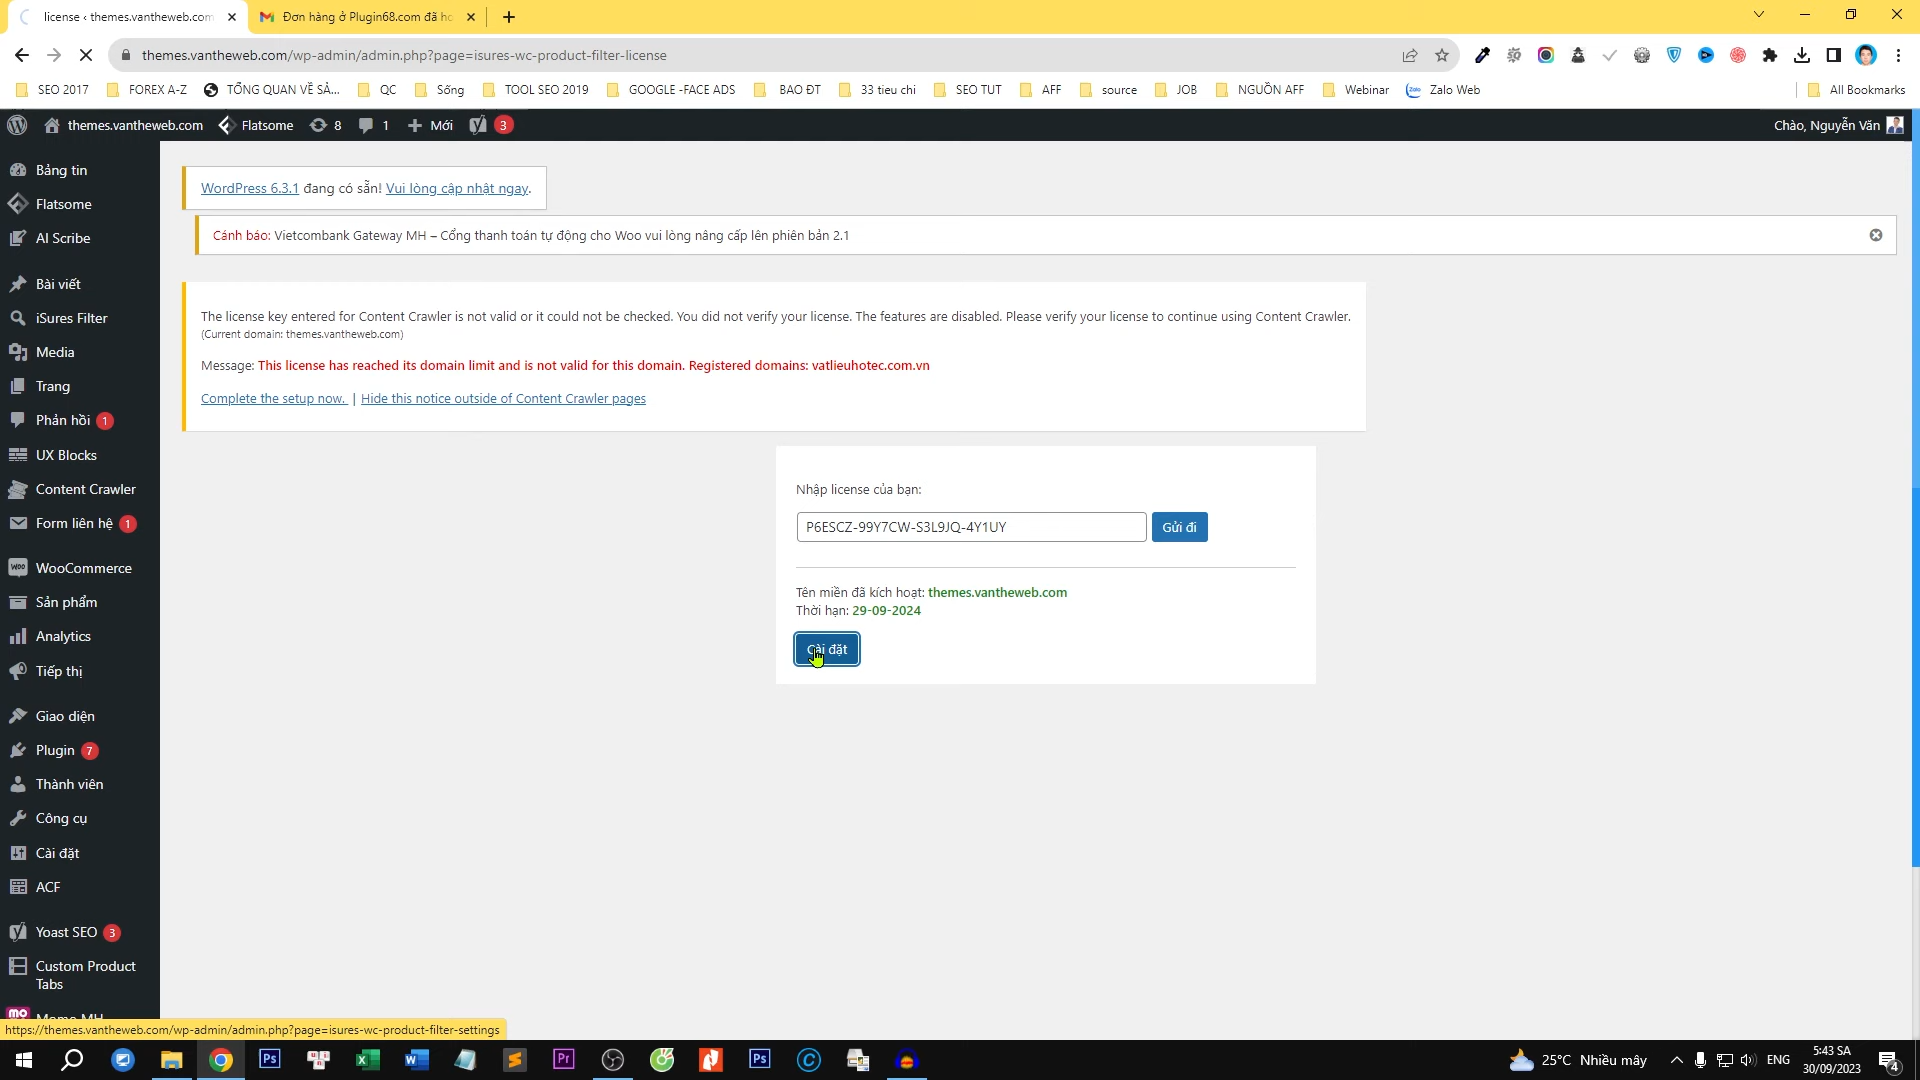 license ‹ themes.vantheweb.com
Đơn hàng ở Plugin68.com đã ho
themes.vantheweb.com/wp-admin/admin.php?page=isures-wc-product-filter-license
SEO 2017
FOREX A-Z
TỔNG QUAN VỀ SẢ...
QC
Sống
TOOL SEO 2019
GOOGLE -FACE ADS
BAO ĐT
33 tieu chi
SEO TUT
AFF
source
JOB
NGUỒN AFF
Webinar
Zalo Web
All Bookmarks
themes.vantheweb.com
Flatsome
8
1
Mới
3
Chào, Nguyễn Văn
Bảng tin
Flatsome
AI Scribe
Bài viết
iSures Filter
Media
Trang
Phản hồi 1
UX Blocks
Content Crawler
Form liên hệ 1
WooCommerce
Sản phẩm
Analytics
Tiếp thị
Giao diện
Plugin 7
Thành viên
Công cụ
Cài đặt
ACF
Yoast SEO 3
Custom Product
Tabs
Momo MH
WordPress 6.3.1 đang có sẵn! Vui lòng cập nhật ngay.
Cảnh báo: Vietcombank Gateway MH – Cổng thanh toán tự động cho Woo vui lòng nâng cấp lên phiên bản 2.1
The license key entered for Content Crawler is not valid or it could not be checked. You did not verify your license. The features are disabled. Please verify your license to continue using Content Crawler.
(Current domain: themes.vantheweb.com)
Message: This license has reached its domain limit and is not valid for this domain. Registered domains: vatlieuhotec.com.vn
Complete the setup now. | Hide this notice outside of Content Crawler pages
Nhập license của bạn:
P6ESCZ-99Y7CW-S3L9JQ-4Y1UY
Gửi đi
Tên miền đã kích hoạt: themes.vantheweb.com
Thời hạn: 29-09-2024
Cài đặt
https://themes.vantheweb.com/wp-admin/admin.php?page=isures-wc-product-filter-settings
25°C Nhiều mây
ENG
5:43 SA
30/09/2023
4